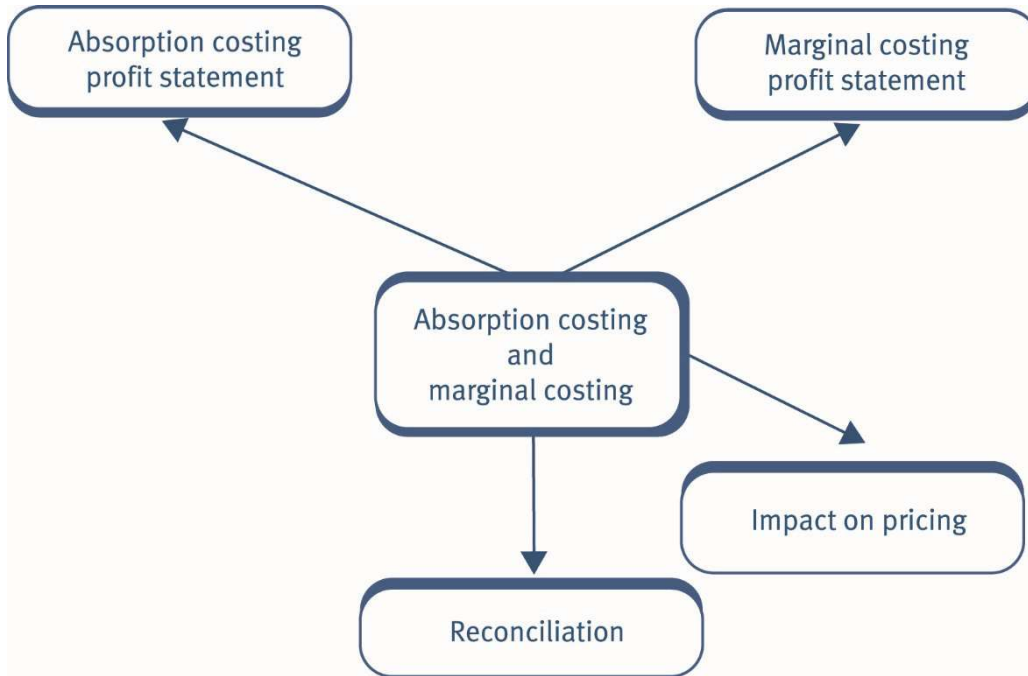 Absorption costing
profit statement
Marginal costing
profit statement
Absorption costing
and
marginal costing
Impact on pricing
Reconciliation